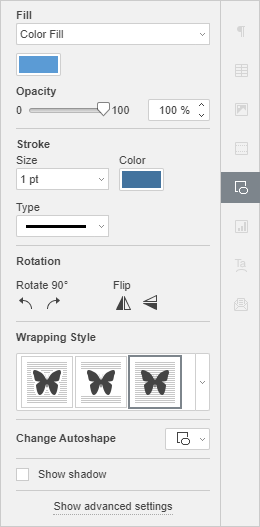 Fill
Color Fill
Opacity
0 100 100 %
Stroke
Size Color
1 pt
Type
Rotation
Rotate 90° Flip
Wrapping Style
Change Autoshape
Show shadow
Show advanced settings